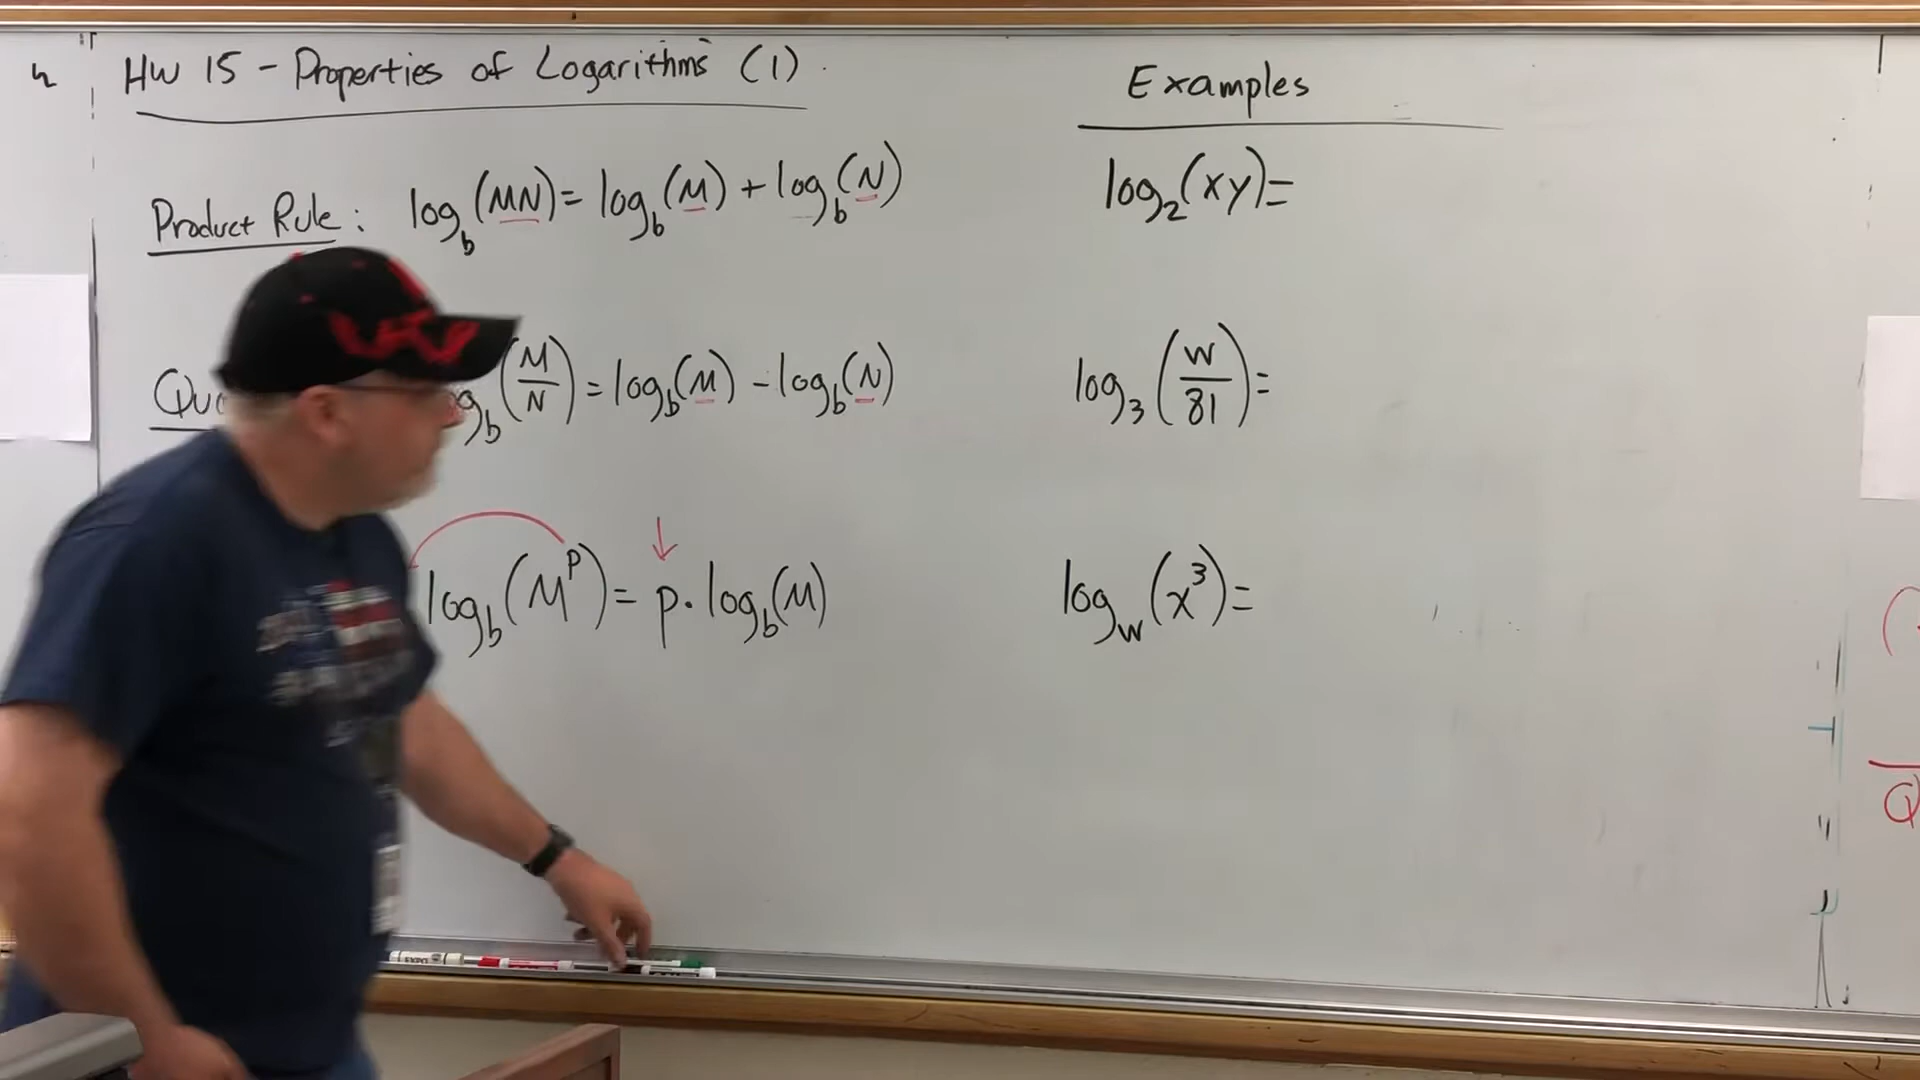 HW 15 - Properties of Logarithms (1)
Product Rule: log_b(MN) = log_b(M) + log_b(N)
(M/N) = log_b(M) - log_b(N)
log_b(M^p) = p · log_b(M)
Examples
log_2(xy) =
log_3(w/81) =
log_w(x^3) =
EXPO